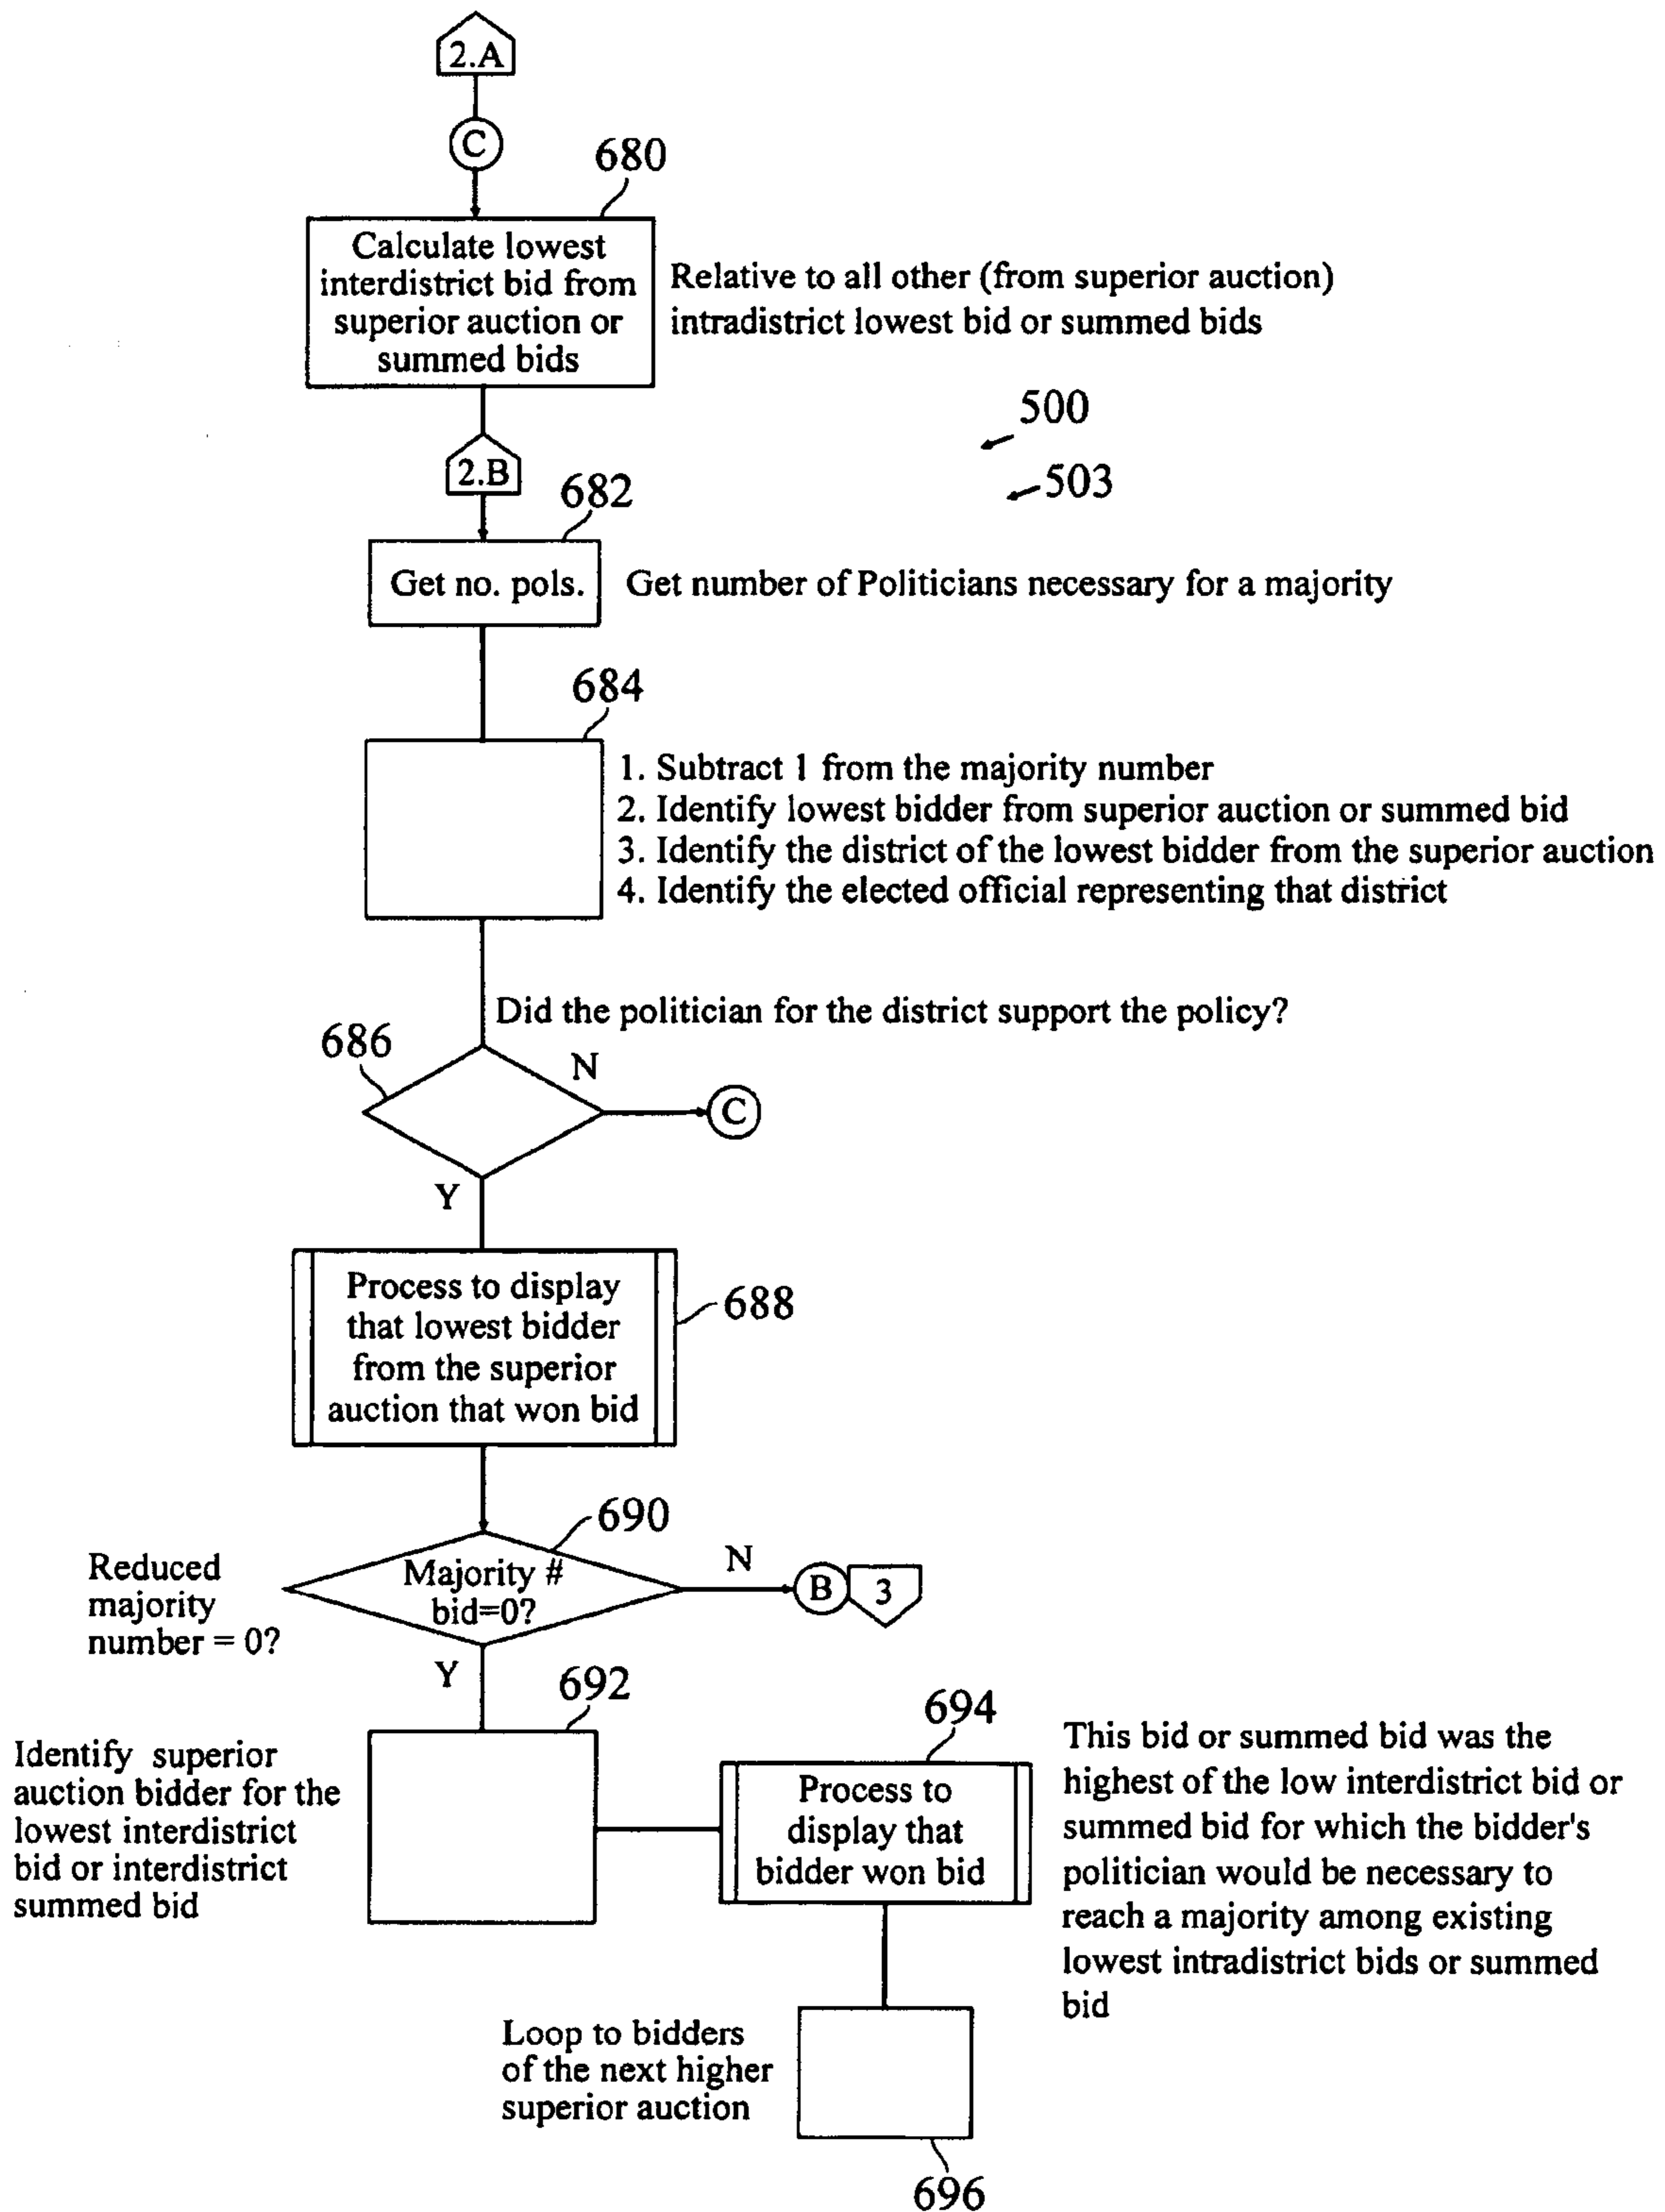 2.A
C
680
Calculate lowest
interdistrict bid from
superior auction or
summed bids
Relative to all other (from superior auction)
intradistrict lowest bid or summed bids
500
503
2.B
682
Get no. pols.
Get number of Politicians necessary for a majority
684
1. Subtract 1 from the majority number
2. Identify lowest bidder from superior auction or summed bid
3. Identify the district of the lowest bidder from the superior auction
4. Identify the elected official representing that district
Did the politician for the district support the policy?
686
N
C
Y
Process to display
that lowest bidder
from the superior
auction that won bid
688
690
Reduced
majority
number = 0?
Majority #
bid=0?
N
B
3
Y
692
Identify superior
auction bidder for the
lowest interdistrict
bid or interdistrict
summed bid
694
Process to
display that
bidder won bid
This bid or summed bid was the
highest of the low interdistrict bid or
summed bid for which the bidder's
politician would be necessary to
reach a majority among existing
lowest intradistrict bids or summed
bid
Loop to bidders
of the next higher
superior auction
696